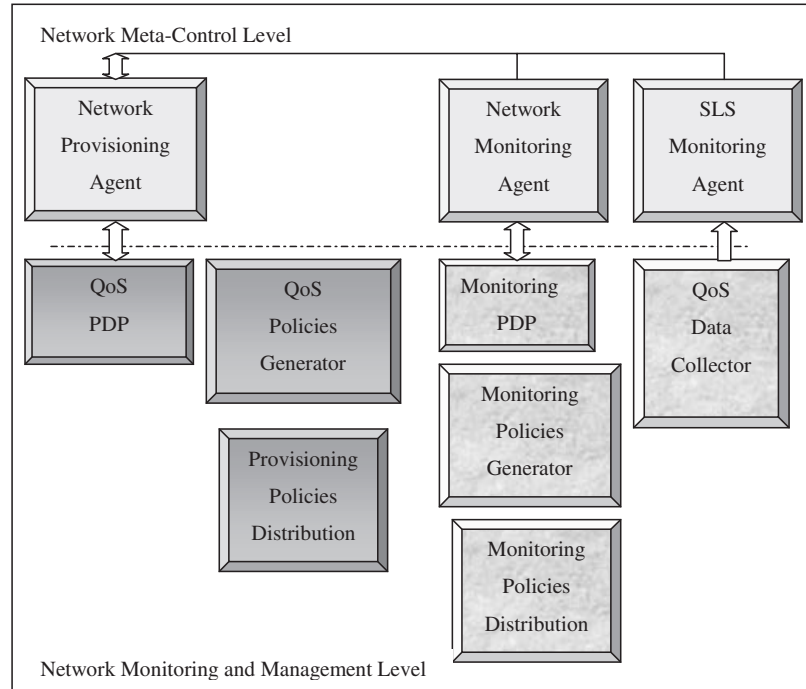 Network Meta-Control Level
Network
Provisioning
Agent
Network
Monitoring
Agent
SLS
Monitoring
Agent
QoS
PDP
QoS
Policies
Generator
Monitoring
PDP
QoS
Data
Collector
Monitoring
Policies
Generator
Provisioning
Policies
Distribution
Monitoring
Policies
Distribution
Network Monitoring and Management Level